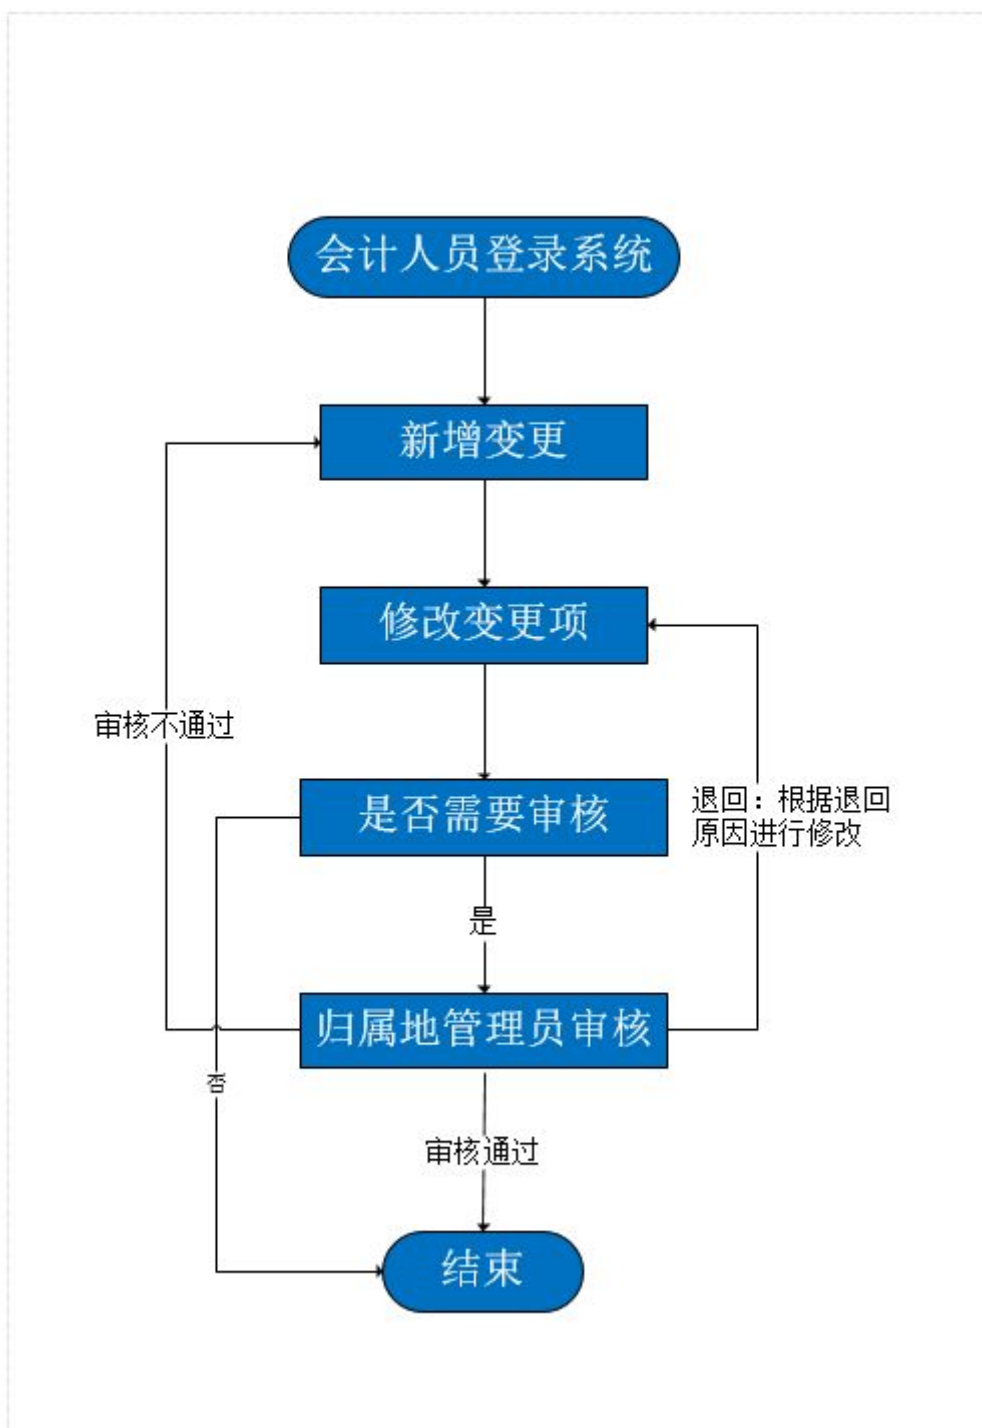 会计人员登录系统
新增变更
修改变更项
审核不通过
是否需要审核
退回：根据退回
原因进行修改
是
归属地管理员审核
否
审核通过
结束